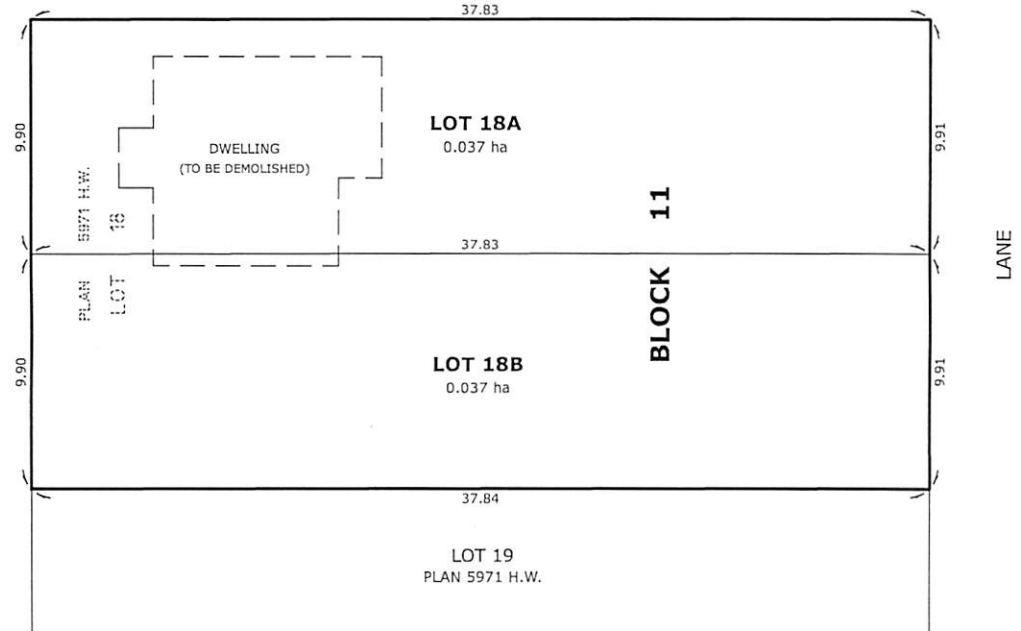 37.83
9.90
LOT 18A
0.037 ha
9.91
DWELLING
(TO BE DEMOLISHED)
PLAN 5971 H.W.
LOT 18
37.83
BLOCK 11
LANE
9.90
LOT 18B
0.037 ha
9.91
37.84
LOT 19
PLAN 5971 H.W.